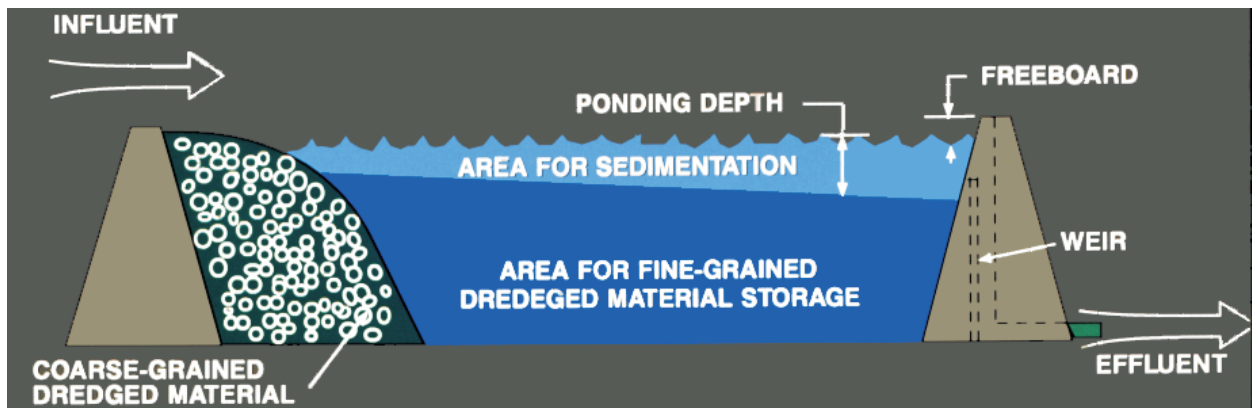 INFLUENT
FREEBOARD
PONDING DEPTH
AREA FOR SEDIMENTATION
WEIR
AREA FOR FINE-GRAINED
DREDEGED MATERIAL STORAGE
COARSE-GRAINED
DREDGED MATERIAL
EFFLUENT